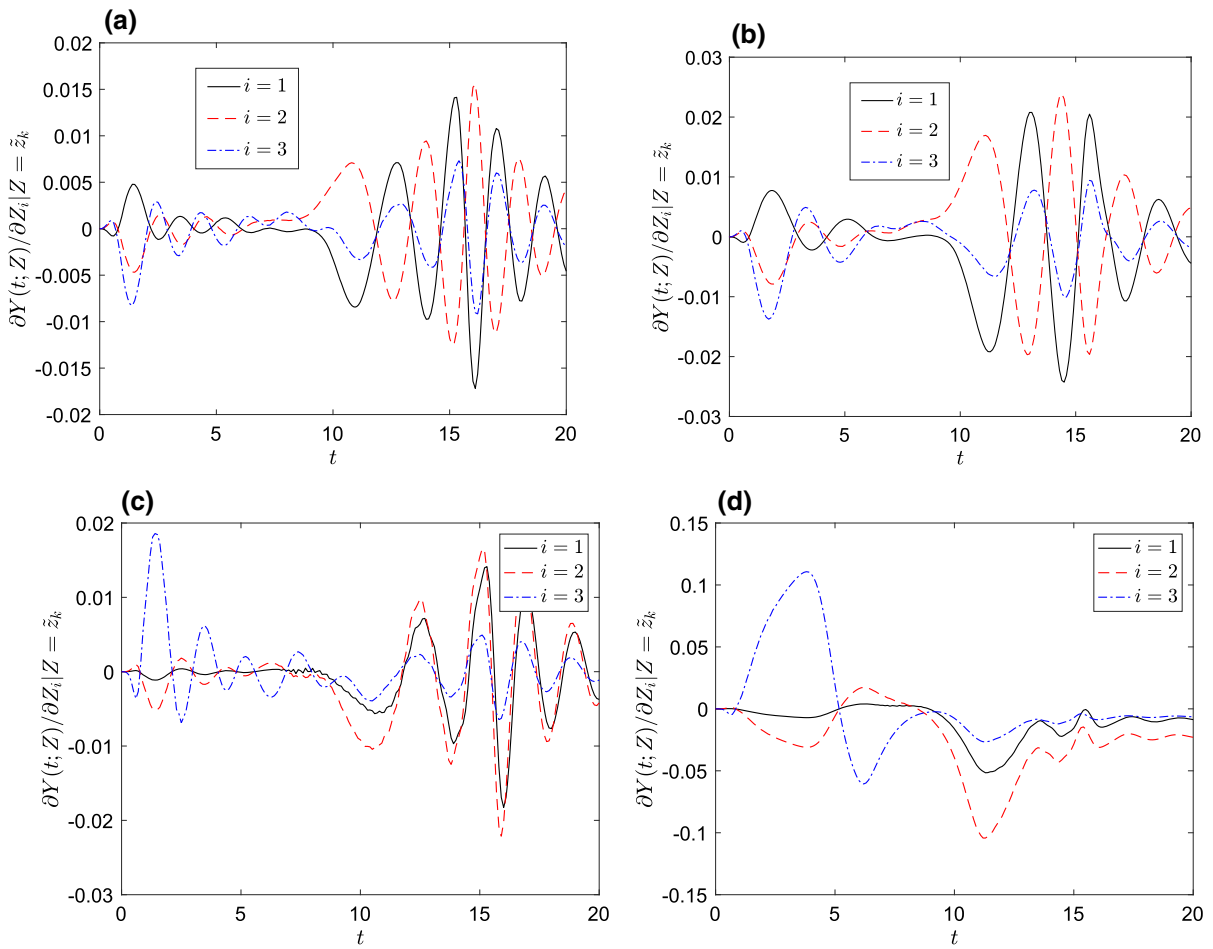 (a)
0.02
0.015
0.01
0.005
0
-0.005
-0.01
-0.015
-0.02
0 5 10 15 20
t
∂Y(t; Z)/∂Z_i|Z = z̃_k
i = 1
i = 2
i = 3
(b)
0.03
0.02
0.01
0
-0.01
-0.02
-0.03
0 5 10 15 20
t
∂Y(t; Z)/∂Z_i|Z = z̃_k
i = 1
i = 2
i = 3
(c)
0.02
0.01
0
-0.01
-0.02
-0.03
0 5 10 15 20
t
∂Y(t; Z)/∂Z_i|Z = z̃_k
i = 1
i = 2
i = 3
(d)
0.15
0.1
0.05
0
-0.05
-0.1
-0.15
0 5 10 15 20
t
∂Y(t; Z)/∂Z_i|Z = z̃_k
i = 1
i = 2
i = 3